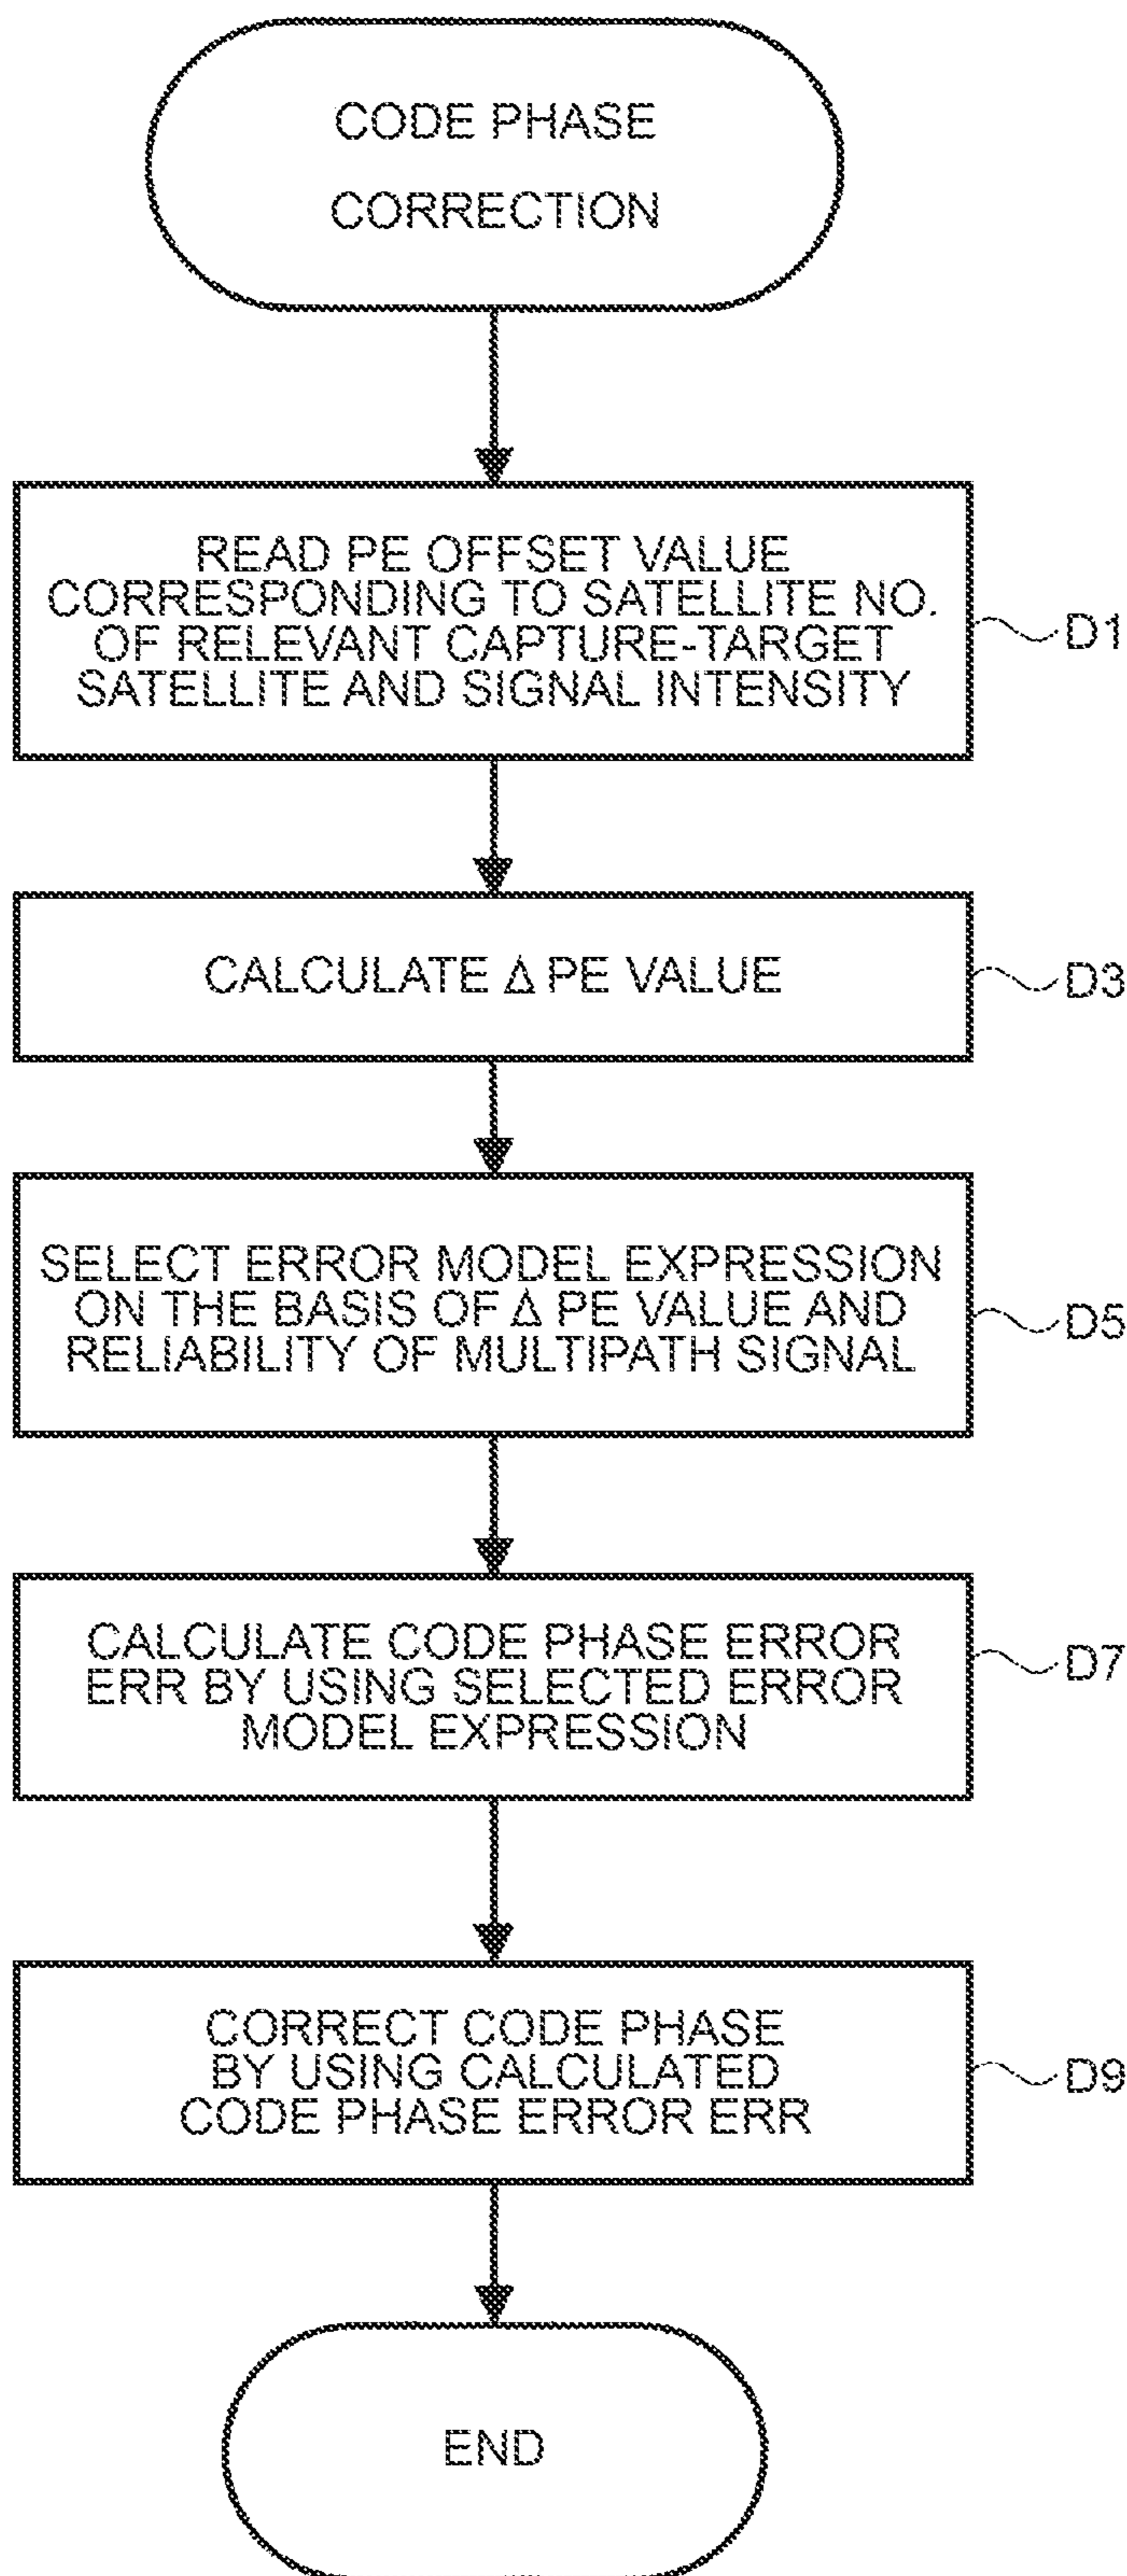 CODE PHASE
CORRECTION
READ PE OFFSET VALUE
CORRESPONDING TO SATELLITE NO.
OF RELEVANT CAPTURE-TARGET
SATELLITE AND SIGNAL INTENSITY
D1
CALCULATE Δ PE VALUE
D3
SELECT ERROR MODEL EXPRESSION
ON THE BASIS OF Δ PE VALUE AND
RELIABILITY OF MULTIPATH SIGNAL
D5
CALCULATE CODE PHASE ERROR
ERR BY USING SELECTED ERROR
MODEL EXPRESSION
D7
CORRECT CODE PHASE
BY USING CALCULATED
CODE PHASE ERROR ERR
D9
END